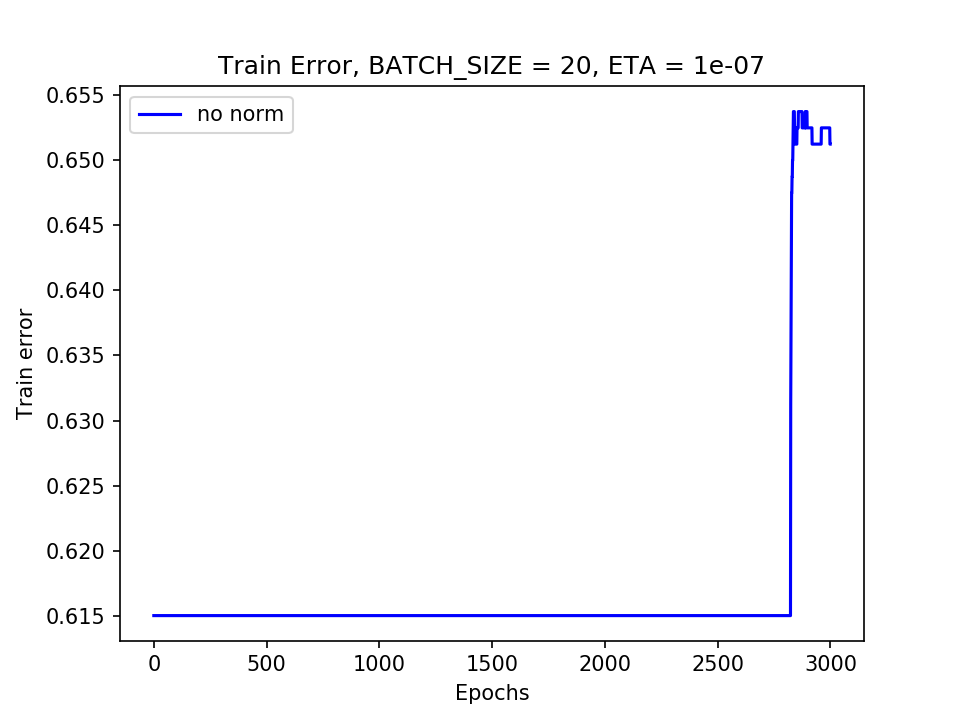 Train Error, BATCH_SIZE = 20, ETA = 1e-07
no norm
0.655
0.650
0.645
0.640
0.635
0.630
0.625
0.620
0.615
Train error
0 500 1000 1500 2000 2500 3000
Epochs